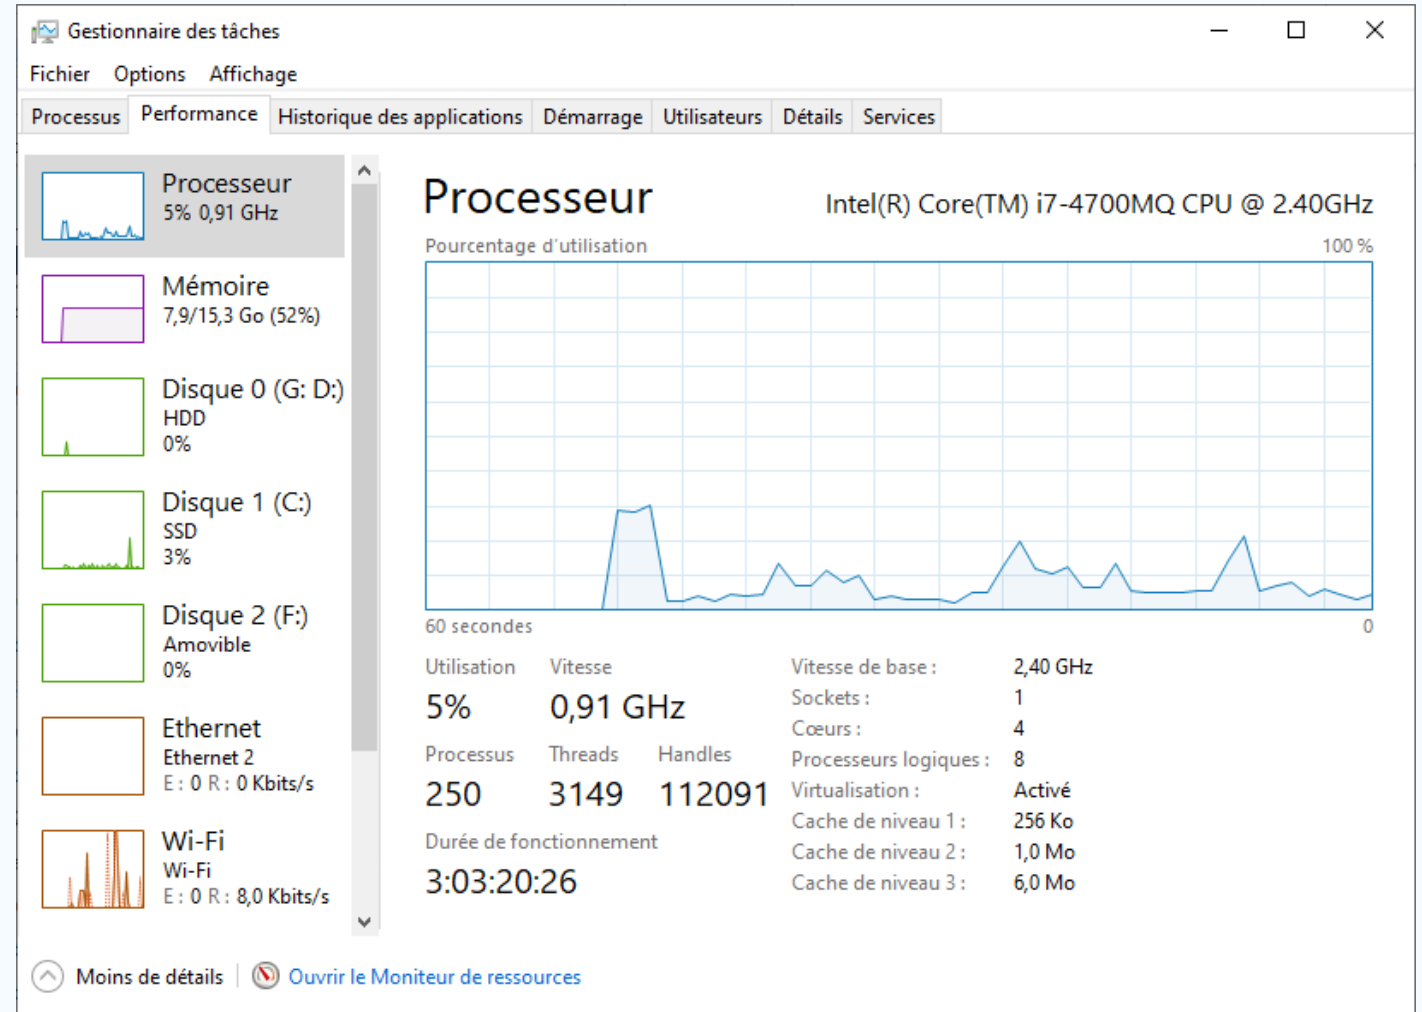 Gestionnaire des tâches
Fichier Options Affichage
Processus Performance Historique des applications Démarrage Utilisateurs Détails Services
Processeur
5% 0,91 GHz
Mémoire
7,9/15,3 Go (52%)
Disque 0 (G: D:)
HDD
0%
Disque 1 (C:)
SSD
3%
Disque 2 (F:)
Amovible
0%
Ethernet
Ethernet 2
E : 0 R : 0 Kbits/s
Wi-Fi
Wi-Fi
E : 0 R : 8,0 Kbits/s
Processeur Intel(R) Core(TM) i7-4700MQ CPU @ 2.40GHz
Pourcentage d'utilisation 100 %
60 secondes 0
Utilisation Vitesse
5% 0,91 GHz
Processus Threads Handles
250 3149 112091
Durée de fonctionnement
3:03:20:26
Vitesse de base : 2,40 GHz
Sockets : 1
Cœurs : 4
Processeurs logiques : 8
Virtualisation : Activé
Cache de niveau 1 : 256 Ko
Cache de niveau 2 : 1,0 Mo
Cache de niveau 3 : 6,0 Mo
Moins de détails Ouvrir le Moniteur de ressources